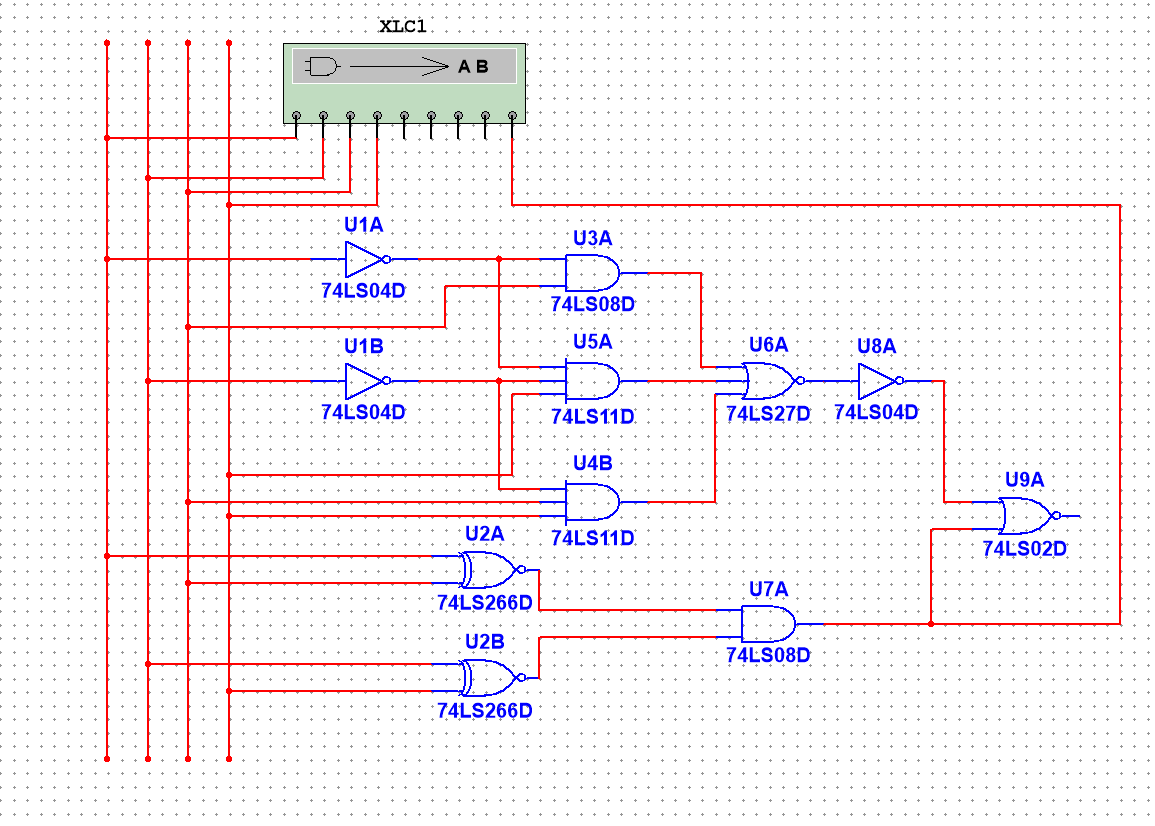 XLC1
A B
U1A
74LS04D
U3A
74LS08D
U1B
74LS04D
U5A
74LS11D
U6A
74LS27D
U8A
74LS04D
U4B
74LS11D
U9A
74LS02D
U2A
74LS266D
U7A
74LS08D
U2B
74LS266D